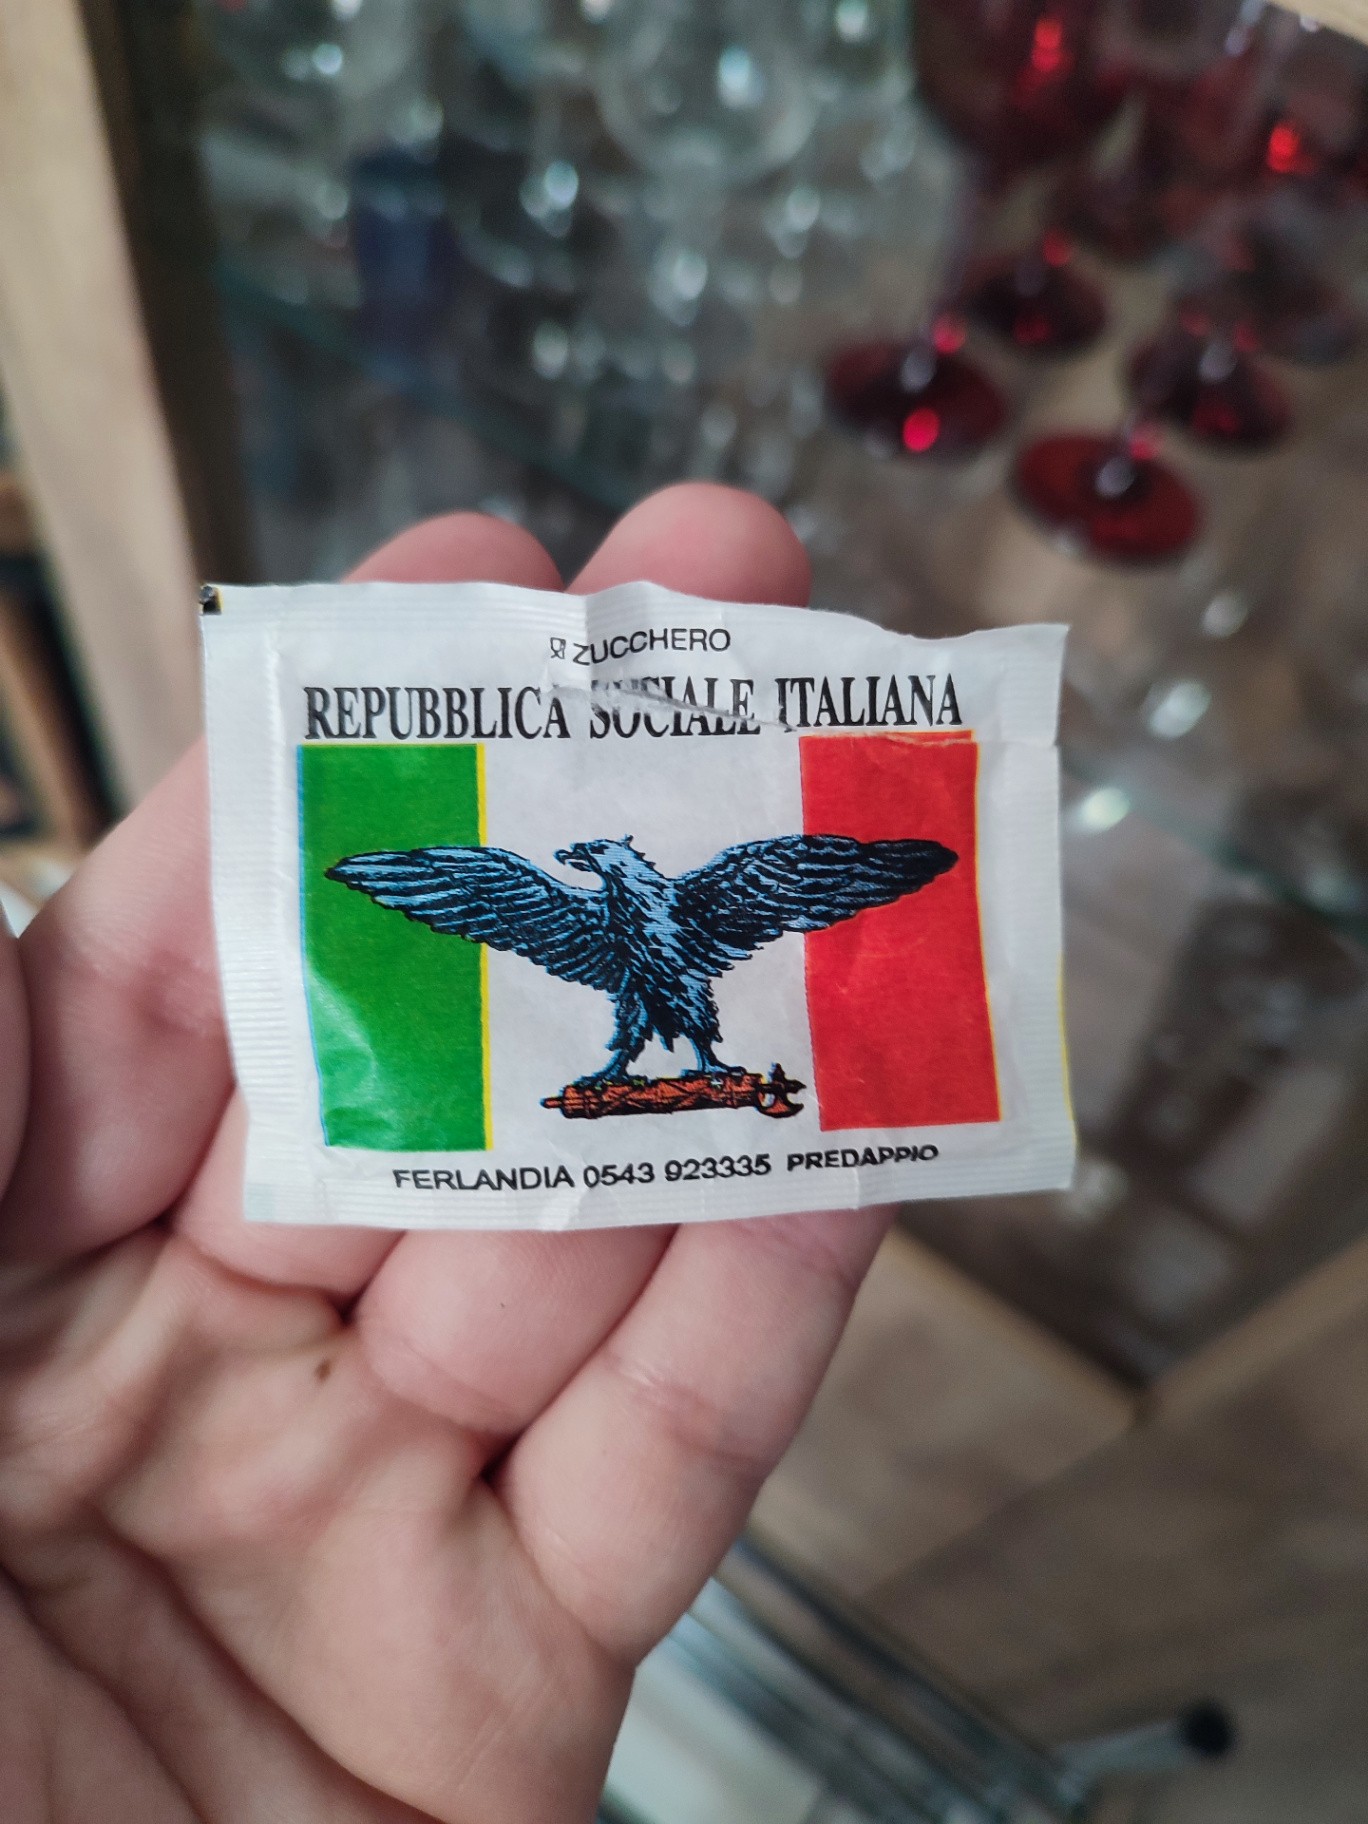 ZUCCHERO
REPUBBLICA SOCIALE ITALIANA
FERLANDIA 0543 923335 PREDAPPIO